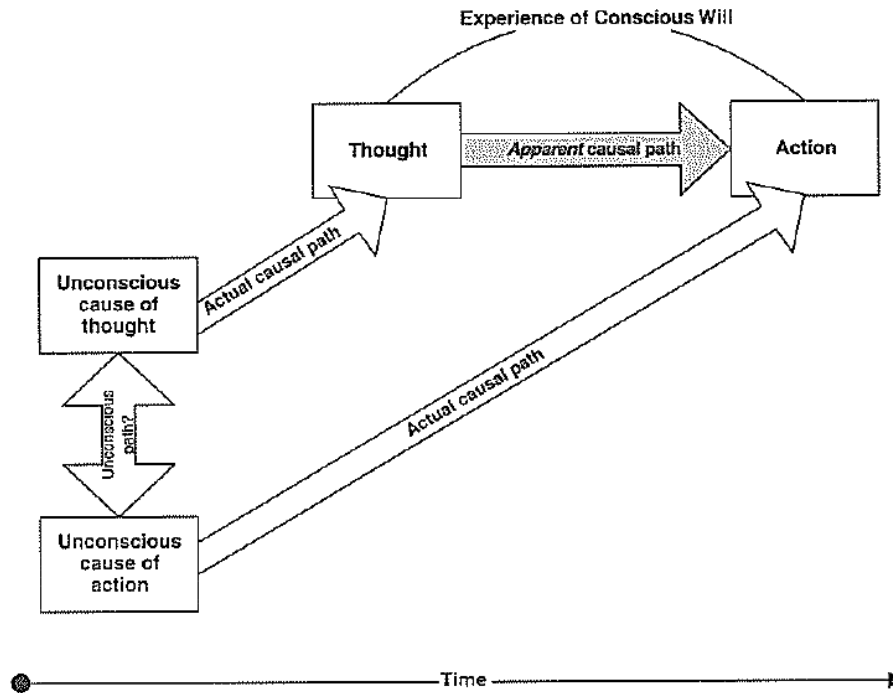 Experience of Conscious Will
Thought
Apparent causal path
Action
Actual causal path
Unconscious
cause of
thought
Unconscious
path?
Actual causal path
Unconscious
cause of
action
Time